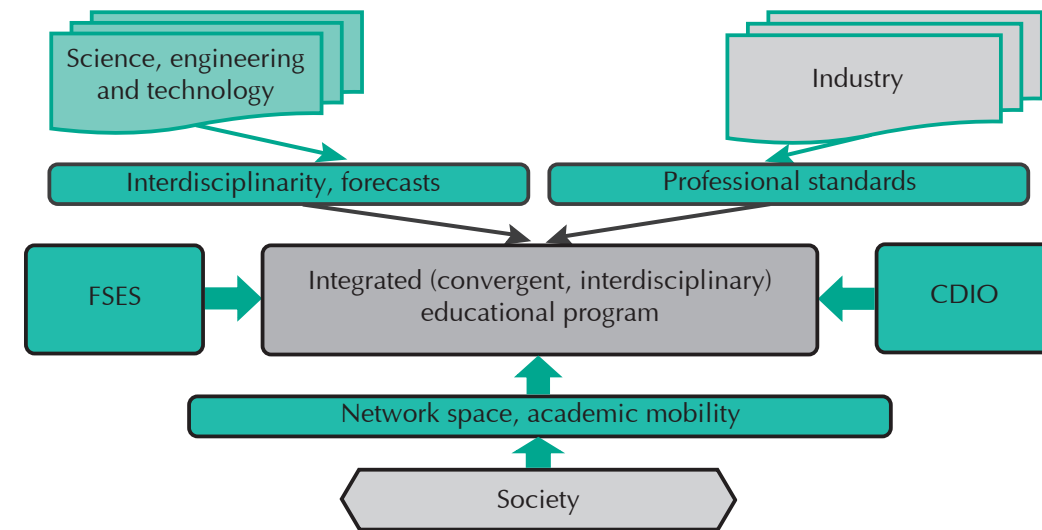 Science, engineering
and technology
Industry
Interdisciplinarity, forecasts
Professional standards
FSES
Integrated (convergent, interdisciplinary)
educational program
CDIO
Network space, academic mobility
Society